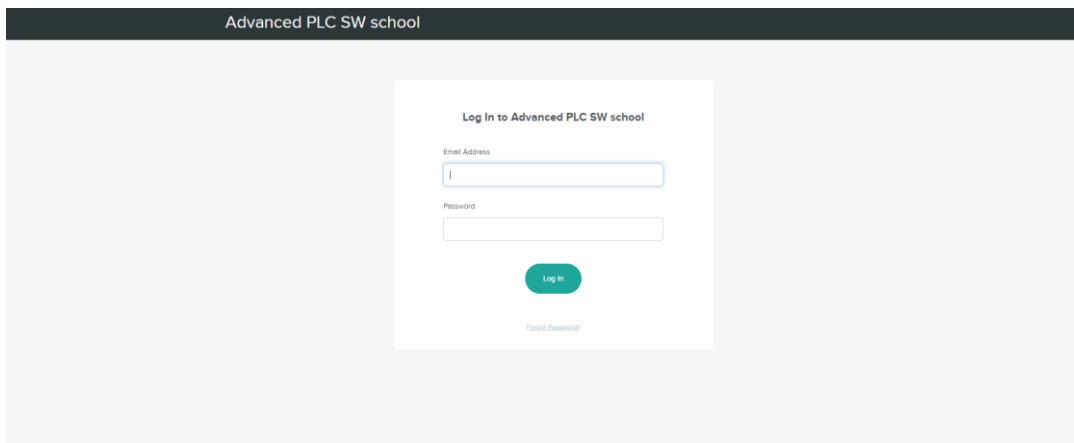 Advanced PLC SW school
Log In to Advanced PLC SW school
Email Address
Password
Log In
Forgot Password?